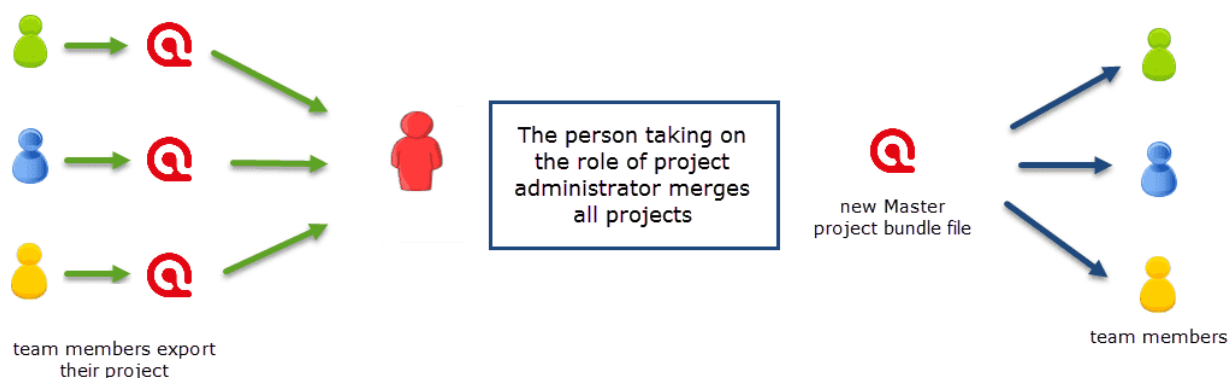 The person taking on
the role of project
administrator merges
all projects
new Master
project bundle file
team members
team members export
their project